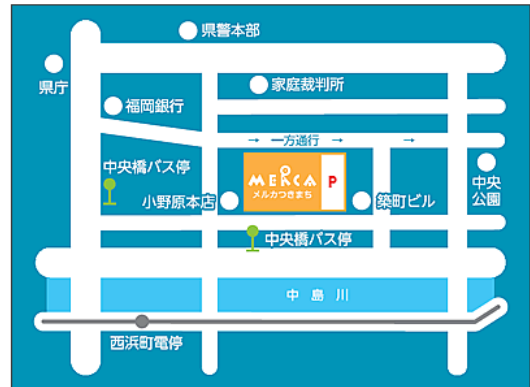 県警本部
県庁
家庭裁判所
福岡銀行
→ 一方通行 → →
中央橋バス停
MERCA
メルカつきまち
P
小野原本店
築町ビル
中央
公園
中央橋バス停
中島川
西浜町電停